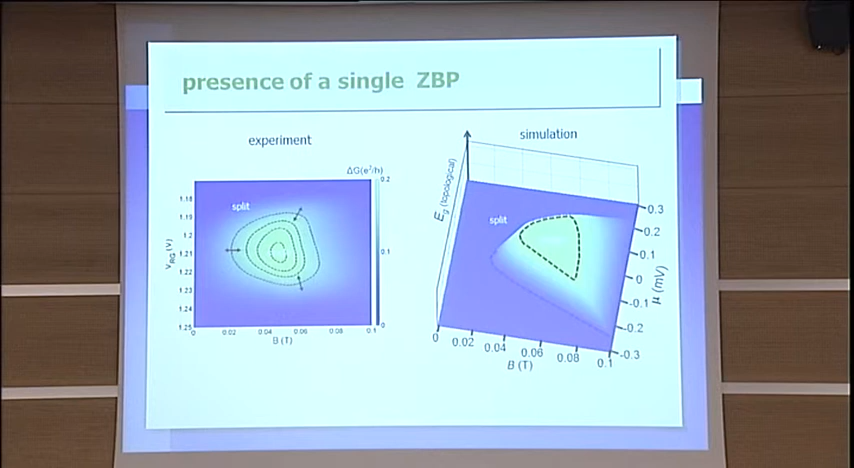 presence of a single ZBP
experiment
simulation
ΔG(e²/h)
0.2
0.1
0
split
V_RG (V)
1.18
1.19
1.2
1.21
1.22
1.23
1.24
1.25
0
0.02
0.04
0.06
0.08
0.1
B (T)
E_g (topological)
split
0.3
0.2
0.1
0
-0.1
-0.2
-0.3
μ (mV)
0
0.02
0.04
0.06
0.08
0.1
B (T)